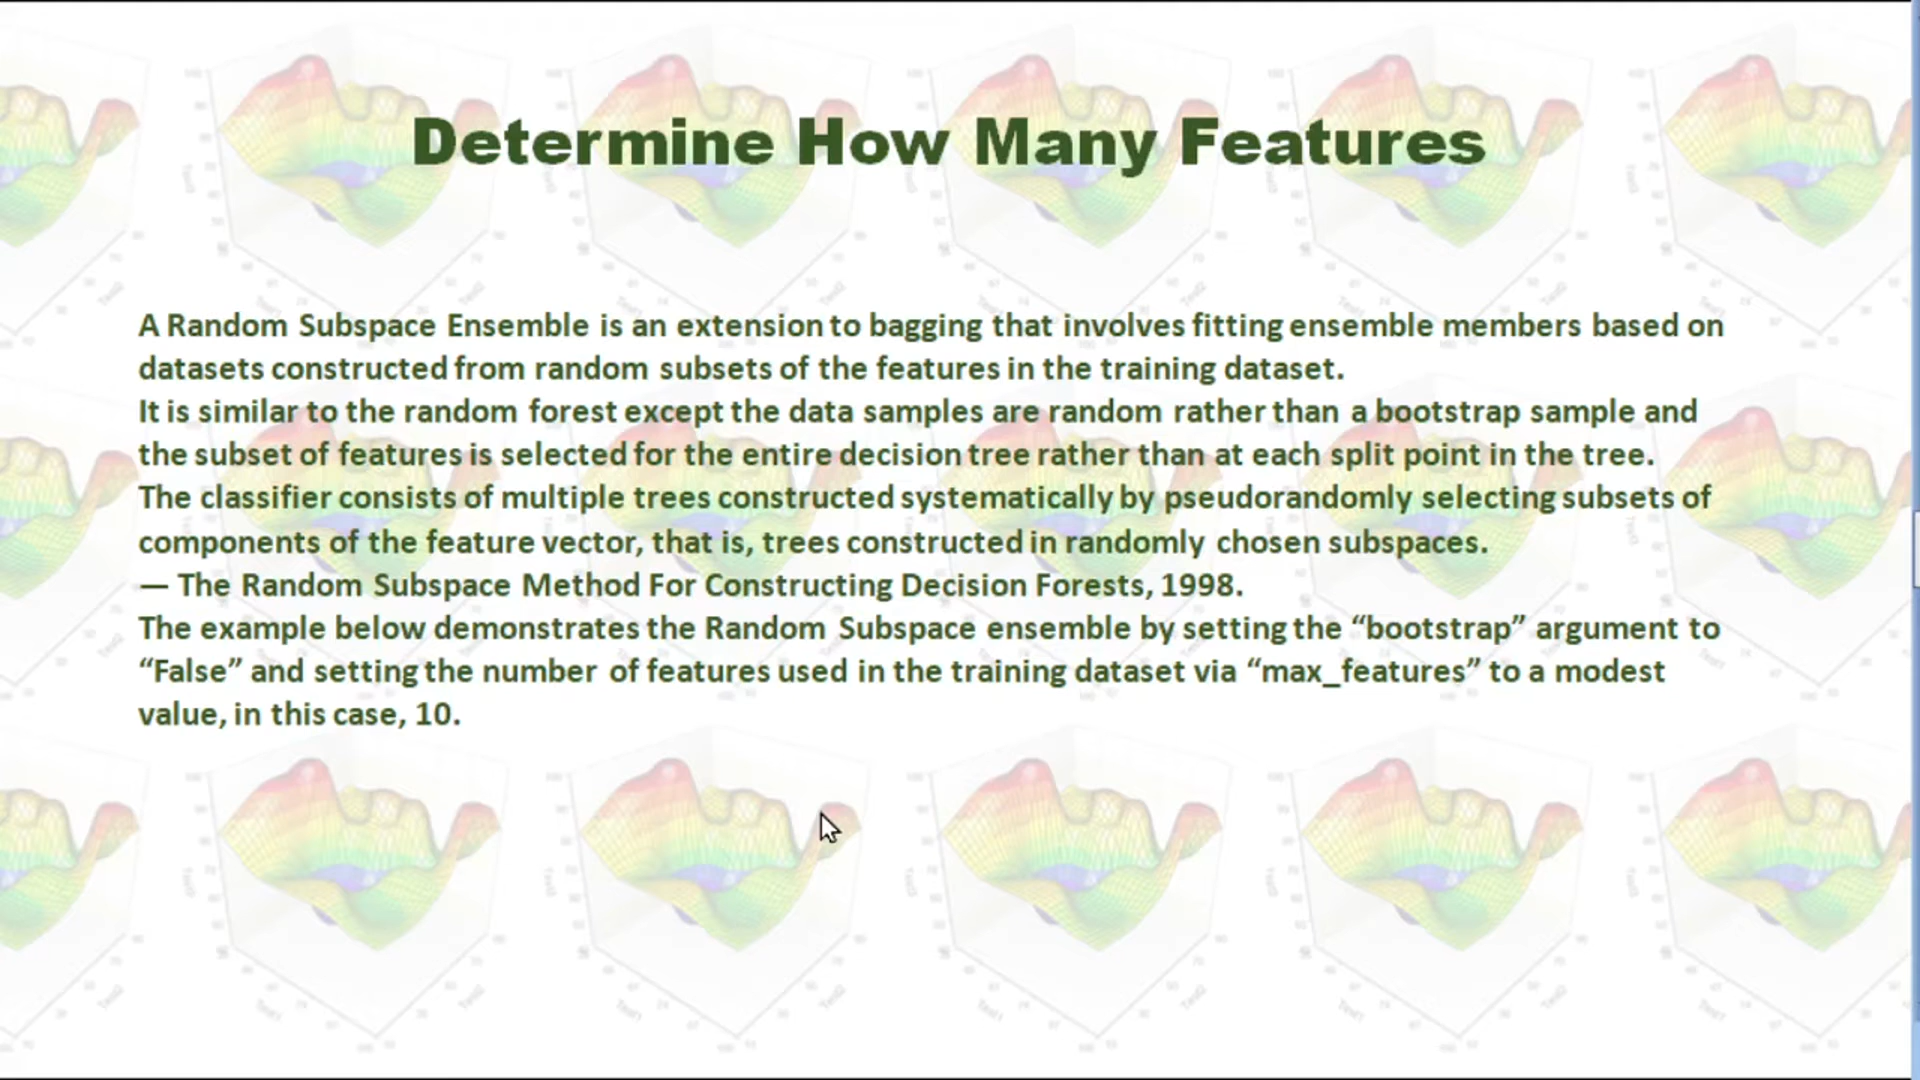 Determine How Many Features
A Random Subspace Ensemble is an extension to bagging that involves fitting ensemble members based on
datasets constructed from random subsets of the features in the training dataset.
It is similar to the random forest except the data samples are random rather than a bootstrap sample and
the subset of features is selected for the entire decision tree rather than at each split point in the tree.
The classifier consists of multiple trees constructed systematically by pseudorandomly selecting subsets of
components of the feature vector, that is, trees constructed in randomly chosen subspaces.
— The Random Subspace Method For Constructing Decision Forests, 1998.
The example below demonstrates the Random Subspace ensemble by setting the “bootstrap” argument to
“False” and setting the number of features used in the training dataset via “max_features” to a modest
value, in this case, 10.